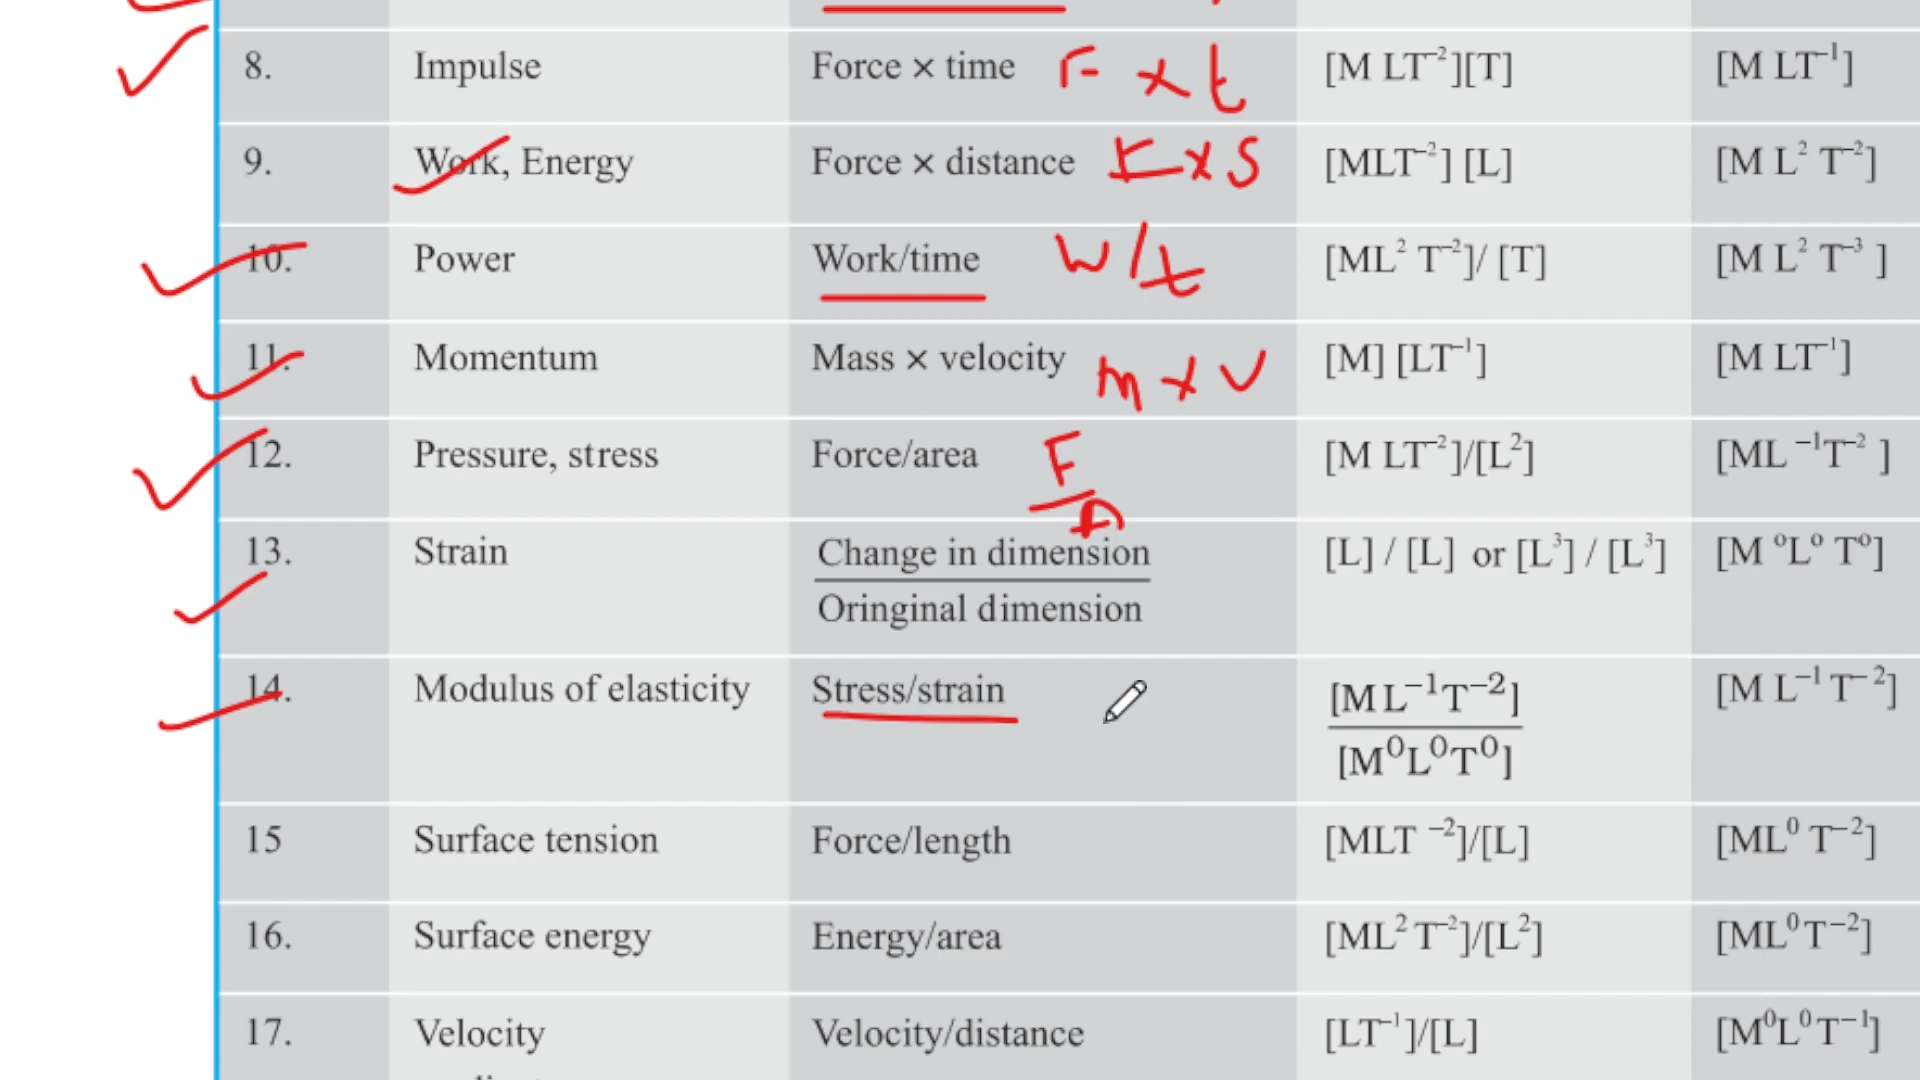 8. Impulse Force × time F × t [M LT⁻²][T] [M LT⁻¹]
9. Work, Energy Force × distance F × S [MLT⁻²] [L] [M L² T⁻²]
10. Power Work/time W/t [ML² T⁻²]/ [T] [M L² T⁻³ ]
11. Momentum Mass × velocity m × v [M] [LT⁻¹] [M LT⁻¹]
12. Pressure, stress Force/area F/A [M LT⁻²]/[L²] [ML ⁻¹T⁻² ]
13. Strain Change in dimension [L] / [L] or [L³] / [L³] [M ⁰L⁰ T⁰]
Oringinal dimension
14. Modulus of elasticity Stress/strain [M L⁻¹T⁻²] [M L⁻¹ T⁻²]
[M⁰L⁰T⁰]
15 Surface tension Force/length [MLT ⁻²]/[L] [ML⁰ T⁻²]
16. Surface energy Energy/area [ML² T⁻²]/[L²] [ML⁰T⁻²]
17. Velocity Velocity/distance [LT⁻¹]/[L] [M⁰L⁰T⁻¹]